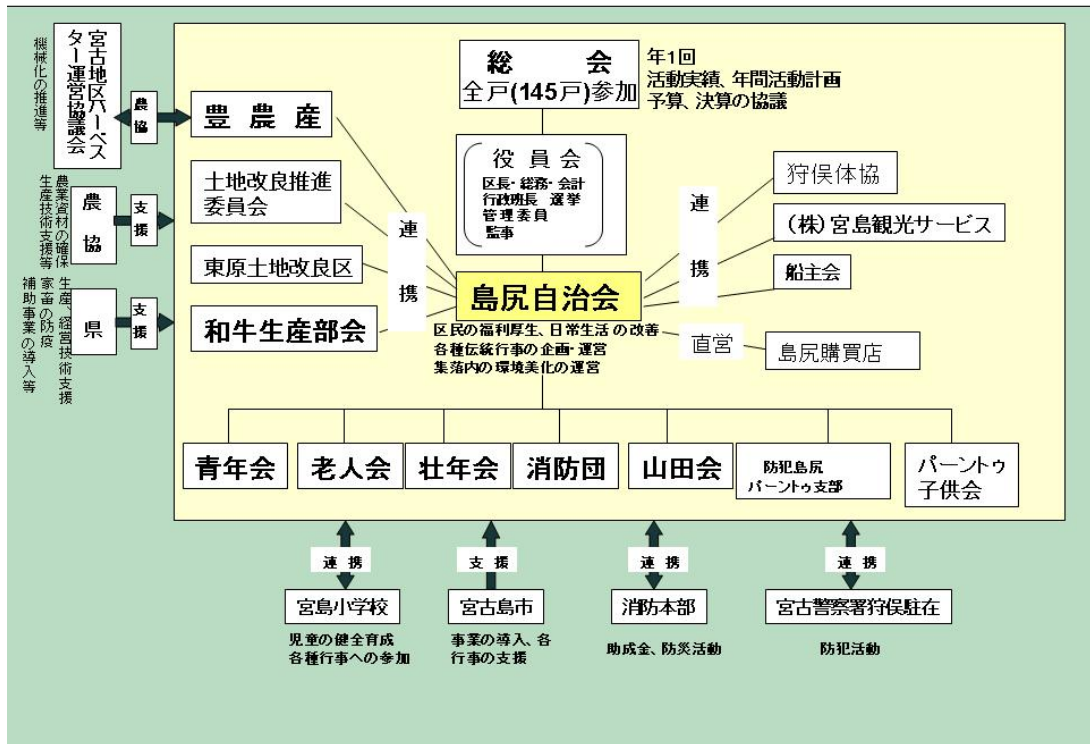 総　会
全戸(145戸)参加
年1回
活動実績、年間活動計画
予算、決算の協議
役員会
区長・総務・会計
行政班長　選挙
管理委員
監事
島尻自治会
区民の福利厚生、日常生活の改善
各種伝統行事の企画・運営
集落内の環境美化の運営
宮古地区ハーベス
ター運営協議会
機械化の推進等
農協
豊農産
土地改良推進
委員会
東原土地改良区
和牛生産部会
連携
農協
農業資材の確保
生産技術支援等
支援
県
生産、経営技術支援
家畜の防疫
補助事業の導入等
支援
連携
狩俣体協
(株)宮島観光サービス
船主会
直営
島尻購買店
青年会
老人会
壮年会
消防団
山田会
防犯島尻
パーントゥ支部
パーントゥ
子供会
連携
宮島小学校
児童の健全育成
各種行事への参加
支援
宮古島市
事業の導入、各
行事の支援
連携
消防本部
助成金、防災活動
連携
宮古警察署狩俣駐在
防犯活動